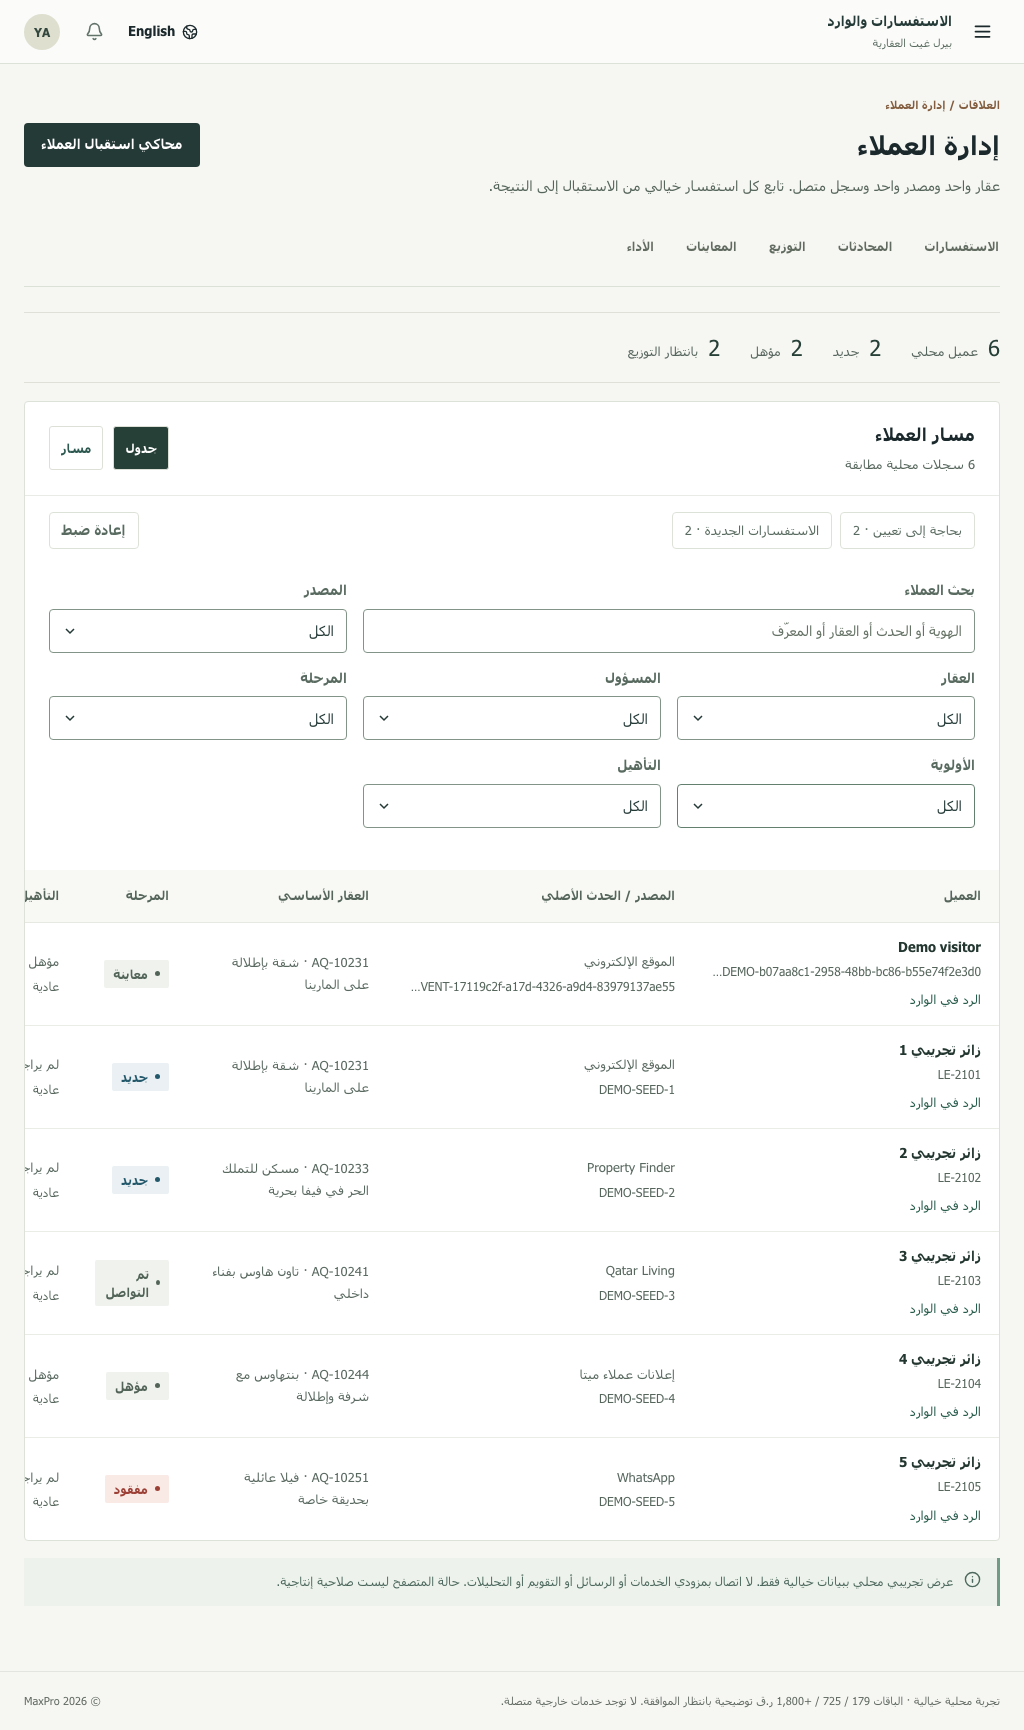 الاستفسارات والوارد
بيرل غيت العقارية
English
YA
العلاقات / إدارة العملاء
إدارة العملاء
محاكي استقبال العملاء
عقار واحد ومصدر واحد وسجل متصل. تابع كل استفسار خيالي من الاستقبال إلى النتيجة.
الاستفسارات المحادثات التوزيع المعاينات الأداء
6 عميل محلي 2 جديد 2 مؤهل 2 بانتظار التوزيع
مسار العملاء
6 سجلات محلية مطابقة
جدول مسار
بحاجة إلى تعيين · 2 الاستفسارات الجديدة · 2 إعادة ضبط
بحث العملاء المصدر
الهوية أو الحدث أو العقار أو المعرّف الكل
العقار المسؤول المرحلة
الكل الكل الكل
الأولوية التأهيل
الكل الكل
العميل المصدر / الحدث الأصلي العقار الأساسي المرحلة التأهيل
Demo visitor
DEMO-b07aa8c1-2958-48bb-bc86-b55e74f2e3d0…
الرد في الوارد
الموقع الإلكتروني
VENT-17119c2f-a17d-4326-a9d4-83979137ae55…
AQ-10231 · شقة بإطلالة
على المارينا
معاينة
مؤهل
عادية
زائر تجريبي 1
LE-2101
الرد في الوارد
الموقع الإلكتروني
DEMO-SEED-1
AQ-10231 · شقة بإطلالة
على المارينا
جديد
لم يراج
عادية
زائر تجريبي 2
LE-2102
الرد في الوارد
Property Finder
DEMO-SEED-2
AQ-10233 · مسكن للتملك
الحر في فيفا بحرية
جديد
لم يراج
عادية
زائر تجريبي 3
LE-2103
الرد في الوارد
Qatar Living
DEMO-SEED-3
AQ-10241 · تاون هاوس بفناء
داخلي
تم
التواصل
لم يراج
عادية
زائر تجريبي 4
LE-2104
الرد في الوارد
إعلانات عملاء ميتا
DEMO-SEED-4
AQ-10244 · بنتهاوس مع
شرفة وإطلالة
مؤهل
مؤهل
عادية
زائر تجريبي 5
LE-2105
الرد في الوارد
WhatsApp
DEMO-SEED-5
AQ-10251 · فيلا عائلية
بحديقة خاصة
مفقود
لم يراج
عادية
عرض تجريبي محلي ببيانات خيالية فقط. لا اتصال بمزودي الخدمات أو الرسائل أو التقويم أو التحليلات. حالة المتصفح ليست صلاحية إنتاجية.
تجربة محلية خيالية · الباقات 179 / 725 / +1,800 ر.ق توضيحية بانتظار الموافقة. لا توجد خدمات خارجية متصلة.
MaxPro 2026 ©